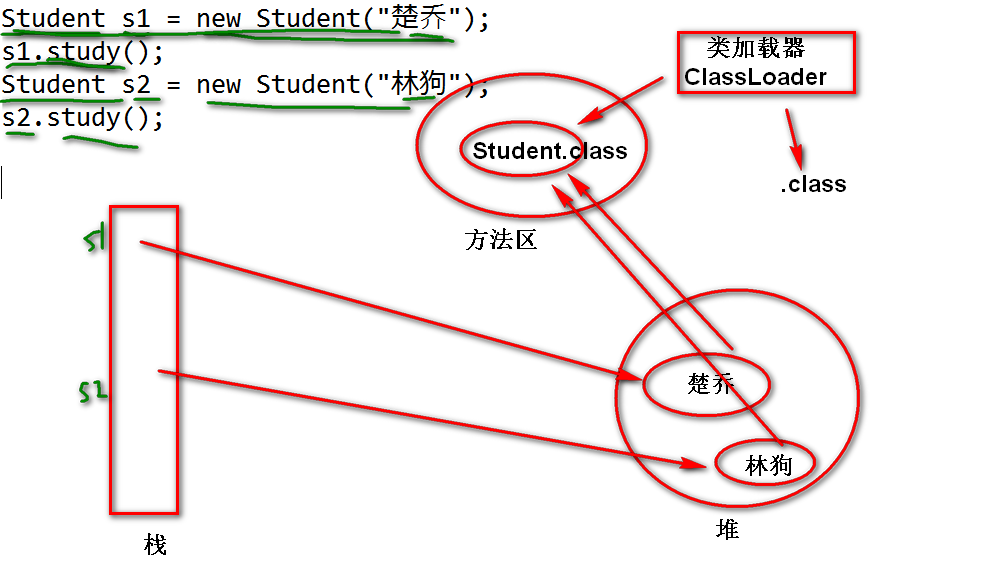 Student s1 = new Student("楚乔");
s1.study();
Student s2 = new Student("林狗");
s2.study();
类加载器
ClassLoader
Student.class
.class
方法区
s1
s2
楚乔
林狗
栈
堆